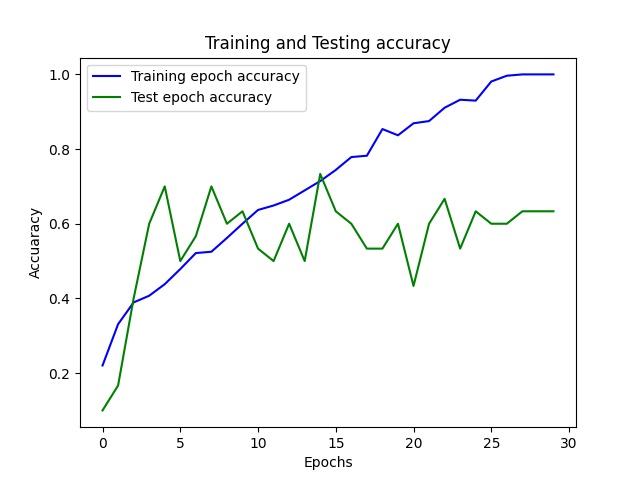 Training and Testing accuracy
Training epoch accuracy
Test epoch accuracy
1.0
0.8
0.6
0.4
0.2
Accuaracy
0 5 10 15 20 25 30
Epochs